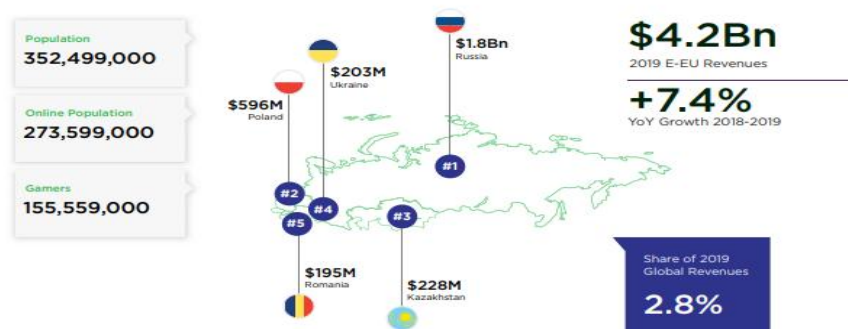 Population
352,499,000
Online Population
273,599,000
Gamers
155,559,000
$596M
Poland
$203M
Ukraine
$1.8Bn
Russia
#1
#2
#4
#3
#5
$195M
Romania
$228M
Kazakhstan
$4.2Bn
2019 E-EU Revenues
+7.4%
YoY Growth 2018-2019
Share of 2019
Global Revenues
2.8%